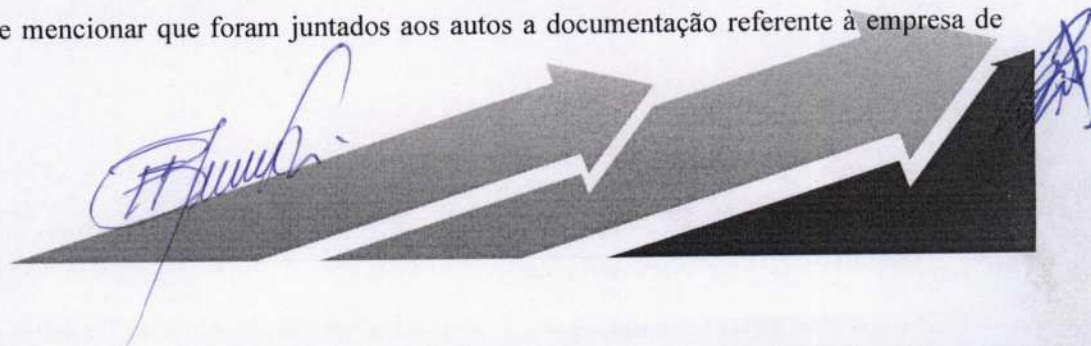 e mencionar que foram juntados aos autos a documentação referente à empresa de